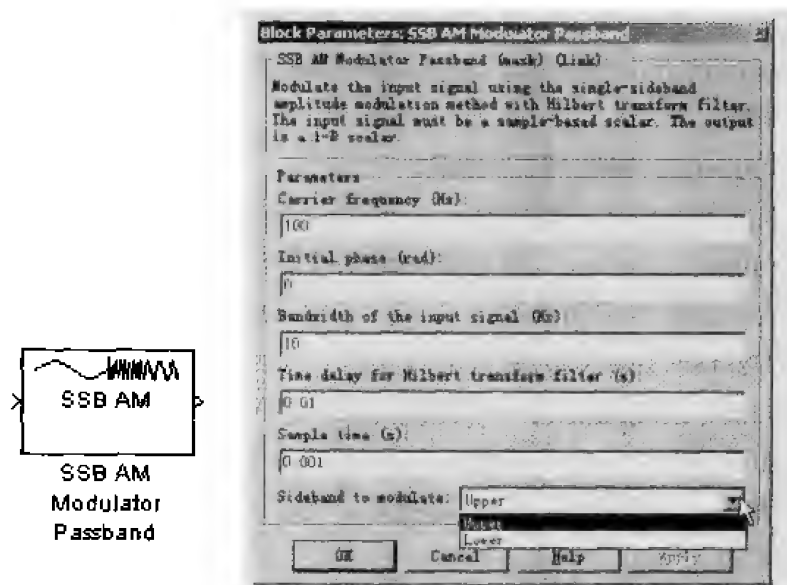 SSB AM
SSB AM
Modulator
Passband
Block Parameters: SSB AM Modulator Passband
SSB AM Modulator Passband (mask) (link)
Modulate the input signal using the single-sideband
amplitude modulation method with Hilbert transform filter.
The input signal must be a sample-based scalar. The output
is a 1-D scalar.
Parameters
Carrier frequency (Hz):
100
Initial phase (rad):
0
Bandwidth of the input signal (Hz):
10
Time delay for Hilbert transform filter (s):
0.01
Sample time (s):
0.001
Sideband to modulate: Upper
Upper
Lower
OK Cancel Help Apply